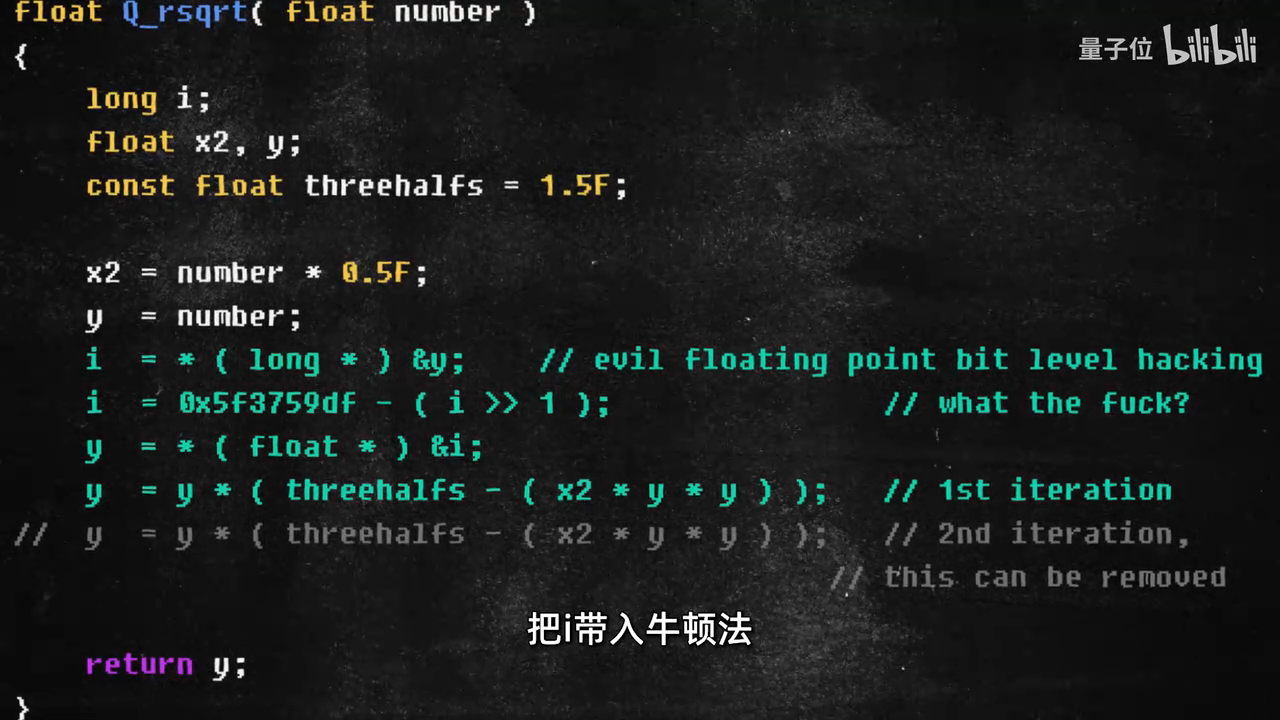 float Q_rsqrt( float number )
{
量子位 bilibili
long i;
float x2, y;
const float threehalfs = 1.5F;
x2 = number * 0.5F;
y  = number;
i  = * ( long * ) &y;    // evil floating point bit level hacking
i  = 0x5f3759df - ( i >> 1 );               // what the fuck?
y  = * ( float * ) &i;
y  = y * ( threehalfs - ( x2 * y * y ) );   // 1st iteration
//  y  = y * ( threehalfs - ( x2 * y * y ) );   // 2nd iteration,
// this can be removed
把i带入牛顿法
return y;
}